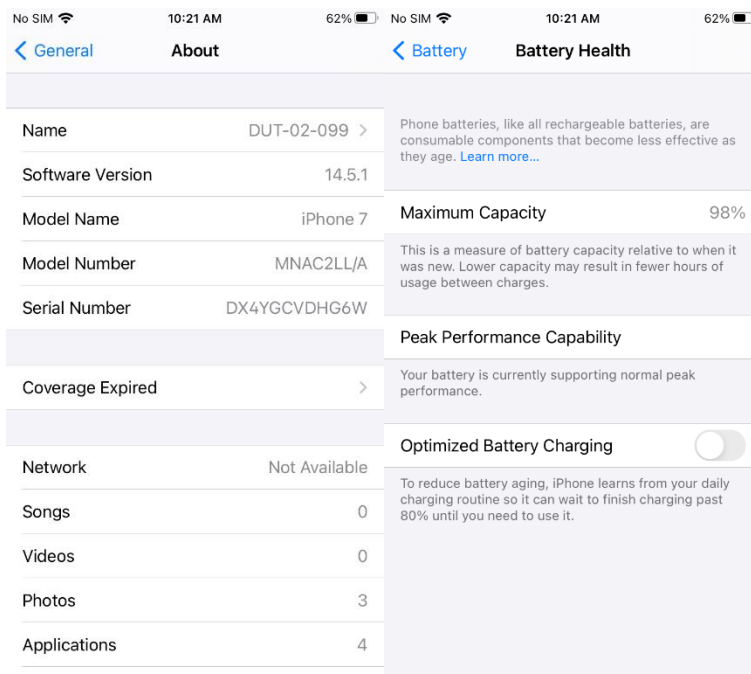 No SIM 10:21 AM 62%
General About
Name DUT-02-099
Software Version 14.5.1
Model Name iPhone 7
Model Number MNAC2LL/A
Serial Number DX4YGCVDHG6W
Coverage Expired
Network Not Available
Songs 0
Videos 0
Photos 3
Applications 4
No SIM 10:21 AM 62%
Battery Battery Health
Phone batteries, like all rechargeable batteries, are
consumable components that become less effective as
they age. Learn more...
Maximum Capacity 98%
This is a measure of battery capacity relative to when it
was new. Lower capacity may result in fewer hours of
usage between charges.
Peak Performance Capability
Your battery is currently supporting normal peak
performance.
Optimized Battery Charging
To reduce battery aging, iPhone learns from your daily
charging routine so it can wait to finish charging past
80% until you need to use it.